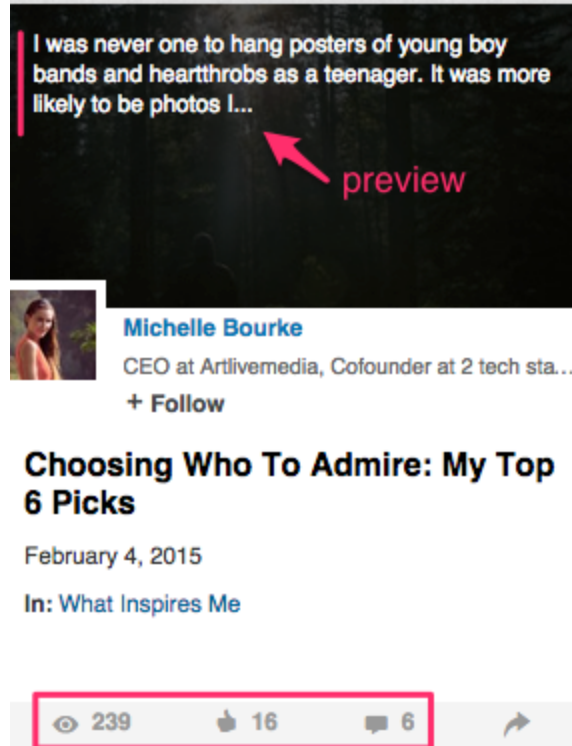 I was never one to hang posters of young boy
bands and heartthrobs as a teenager. It was more
likely to be photos I...
preview
Michelle Bourke
CEO at Artlivemedia, Cofounder at 2 tech sta...
+ Follow
Choosing Who To Admire: My Top
6 Picks
February 4, 2015
In: What Inspires Me
239 16 6